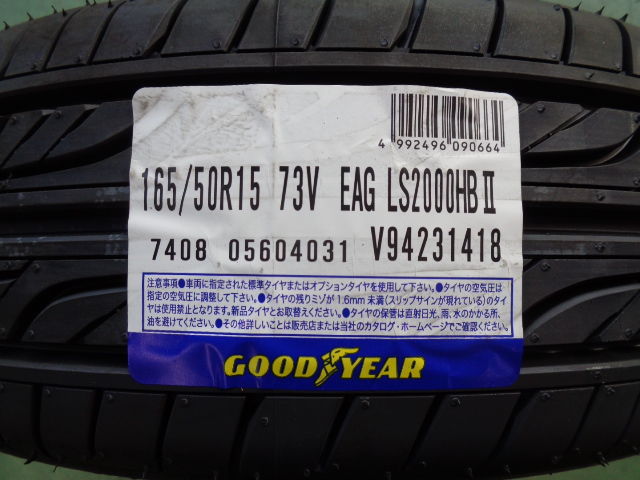 4 992496 090664
165/50R15 73V EAG LS2000HBⅡ
7408 05604031 V94231418
注意事項●車両に指定された標準タイヤまたはオプションタイヤを使用して下さい。●タイヤの空気圧は
指定の空気圧に調整して下さい。●タイヤの残りミゾが1.6mm未満(スリップサインが現れている)のタイ
ヤは使用禁止となります。新品タイヤとお取替えください。●タイヤの保管は直射日光、雨、水のかかる所、
油を避けてください。●その他詳しいことは販売店または当社のカタログ・ホームページでご確認ください。
GOOD YEAR